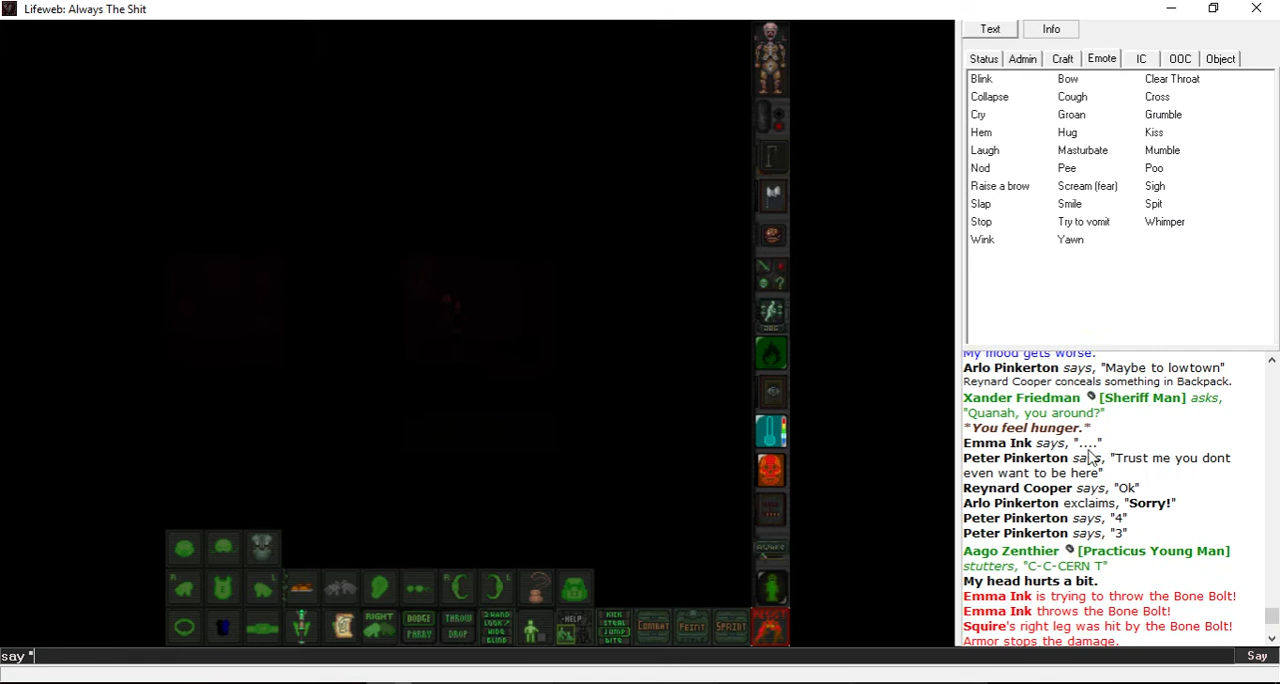 Lifeweb: Always The Shit
Text Info
Status Admin Craft Emote IC OOC Object
Blink Bow Clear Throat
Collapse Cough Cross
Cry Groan Grumble
Hem Hug Kiss
Laugh Masturbate Mumble
Nod Pee Poo
Raise a brow Scream (fear) Sigh
Slap Smile Spit
Stop Try to vomit Whimper
Wink Yawn
My mood gets worse.
Arlo Pinkerton says, "Maybe to lowtown"
Reynard Cooper conceals something in Backpack.
Xander Friedman [Sheriff Man] asks,
"Quanah, you around?"
*You feel hunger.*
Emma Ink says, "...."
Peter Pinkerton says, "Trust me you dont
even want to be here"
Reynard Cooper says, "Ok"
Arlo Pinkerton exclaims, "Sorry!"
Peter Pinkerton says, "4"
Peter Pinkerton says, "3"
Aago Zenthier [Practicus Young Man]
stutters, "C-C-CERN T"
My head hurts a bit.
Emma Ink is trying to throw the Bone Bolt!
Emma Ink throws the Bone Bolt!
Squire's right leg was hit by the Bone Bolt!
Armor stops the damage.
AWAKE
R L
R L
RIGHT
DODGE
PARRY
THROW
DROP
2 HAND
LOOK
WIDE
BLIND
-HELP-
KICK
STEAL
JUMP
BITE
COMBAT
FEINT
SPRINT
RESIST
say "
Say